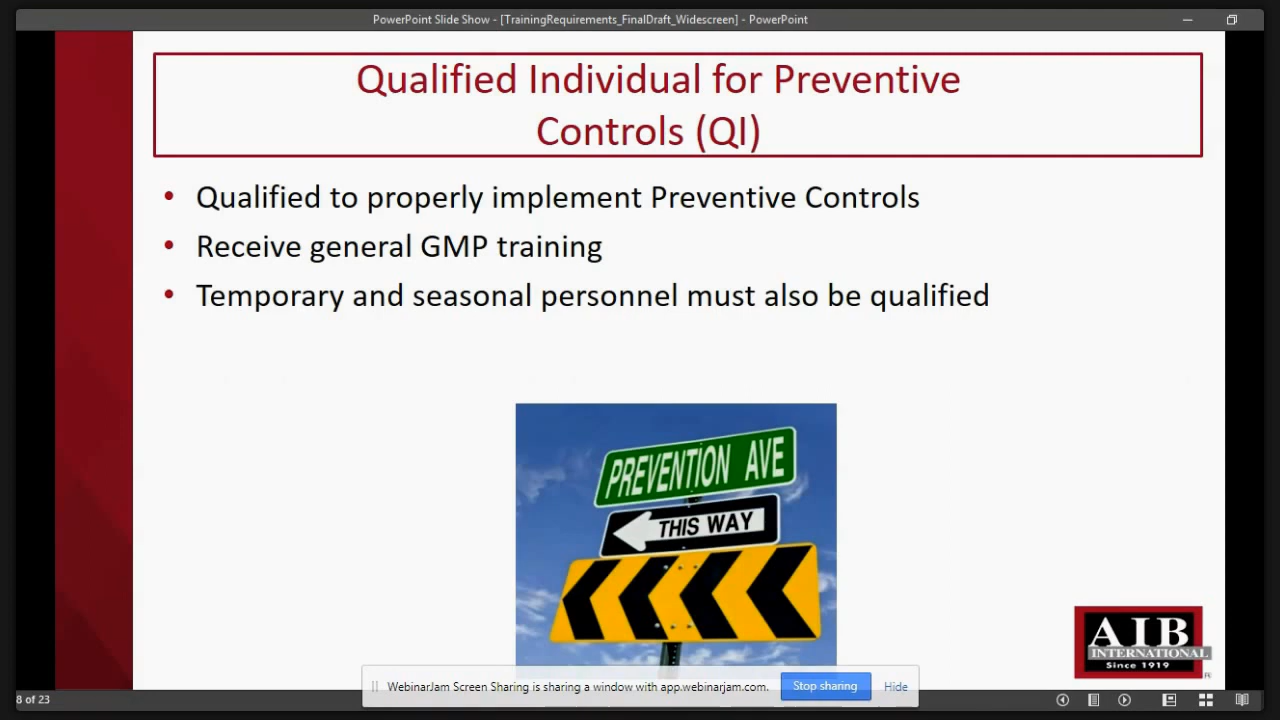 PowerPoint Slide Show - [TrainingRequirements_FinalDraft_Widescreen] - PowerPoint
Qualified Individual for Preventive
Controls (QI)
• Qualified to properly implement Preventive Controls
• Receive general GMP training
• Temporary and seasonal personnel must also be qualified
PREVENTION AVE
THIS WAY
AIB
INTERNATIONAL
Since 1919
WebinarJam Screen Sharing is sharing a window with app.webinarjam.com.
Stop sharing
Hide
8 of 23